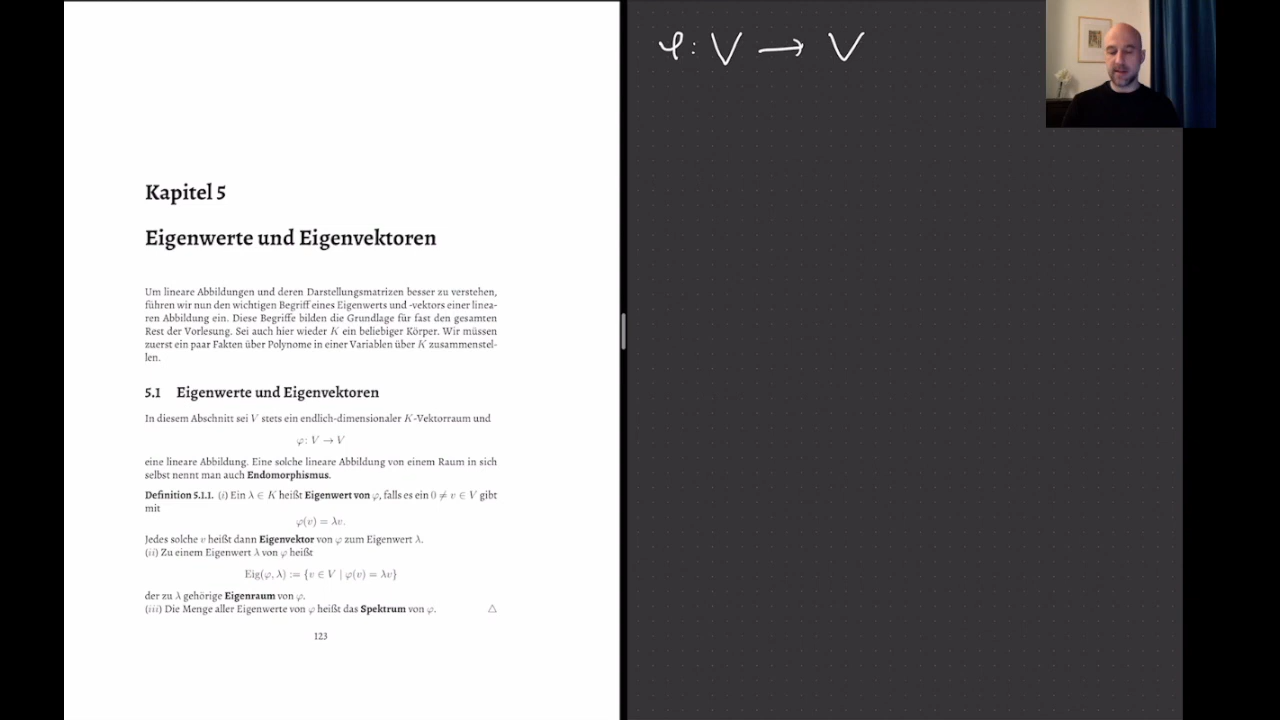 Kapitel 5
Eigenwerte und Eigenvektoren
Um lineare Abbildungen und deren Darstellungsmatrizen besser zu verstehen,
führen wir nun den wichtigen Begriff eines Eigenwerts und -vektors einer linea-
ren Abbildung ein. Diese Begriffe bilden die Grundlage für fast den gesamten
Rest der Vorlesung. Sei auch hier wieder K ein beliebiger Körper. Wir müssen
zuerst ein paar Fakten über Polynome in einer Variablen über K zusammenstel-
len.
5.1 Eigenwerte und Eigenvektoren
In diesem Abschnitt sei V stets ein endlich-dimensionaler K-Vektorraum und
φ: V → V
eine lineare Abbildung. Eine solche lineare Abbildung von einem Raum in sich
selbst nennt man auch Endomorphismus.
Definition 5.1.1. (i) Ein λ ∈ K heißt Eigenwert von φ, falls es ein 0 ≠ v ∈ V gibt
mit
φ(v) = λv.
Jedes solche v heißt dann Eigenvektor von φ zum Eigenwert λ.
(ii) Zu einem Eigenwert λ von φ heißt
Eig(φ, λ) := {v ∈ V | φ(v) = λv}
der zu λ gehörige Eigenraum von φ.
(iii) Die Menge aller Eigenwerte von φ heißt das Spektrum von φ. △
123
φ: V → V